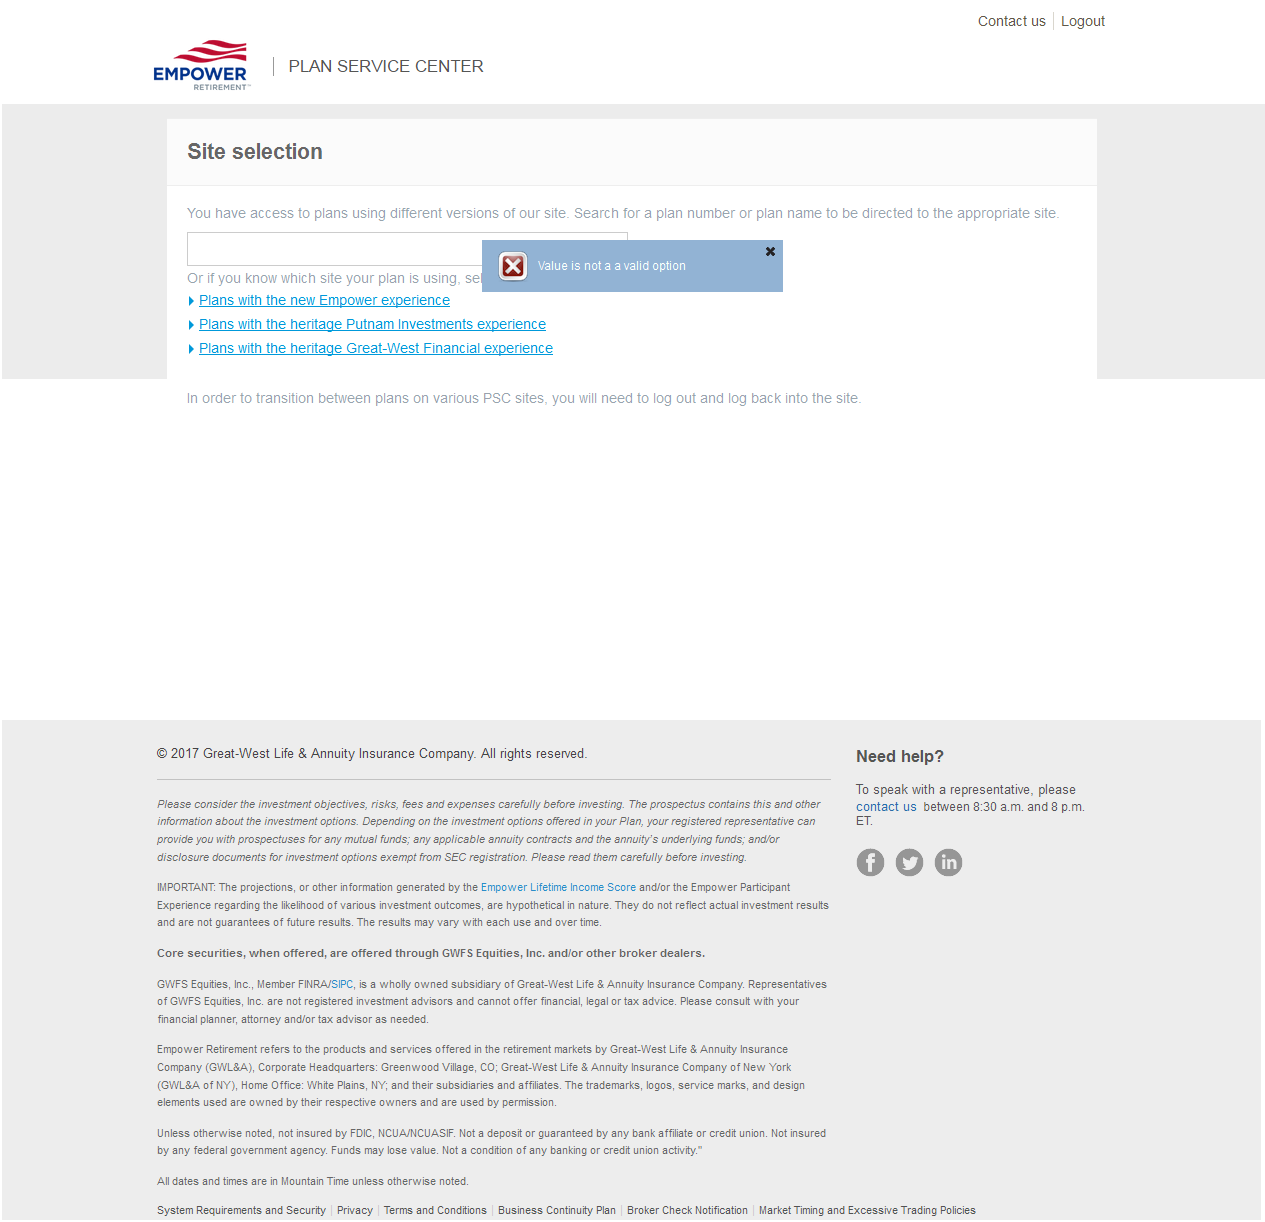 Contact us | Logout
EMPOWER
RETIREMENT™
PLAN SERVICE CENTER
Site selection
You have access to plans using different versions of our site. Search for a plan number or plan name to be directed to the appropriate site.
Value is not a a valid option
Or if you know which site your plan is using, sel
Plans with the new Empower experience
Plans with the heritage Putnam Investments experience
Plans with the heritage Great-West Financial experience
In order to transition between plans on various PSC sites, you will need to log out and log back into the site.
© 2017 Great-West Life & Annuity Insurance Company. All rights reserved.
Please consider the investment objectives, risks, fees and expenses carefully before investing. The prospectus contains this and other
information about the investment options. Depending on the investment options offered in your Plan, your registered representative can
provide you with prospectuses for any mutual funds; any applicable annuity contracts and the annuity's underlying funds; and/or
disclosure documents for investment options exempt from SEC registration. Please read them carefully before investing.
IMPORTANT: The projections, or other information generated by the Empower Lifetime Income Score and/or the Empower Participant
Experience regarding the likelihood of various investment outcomes, are hypothetical in nature. They do not reflect actual investment results
and are not guarantees of future results. The results may vary with each use and over time.
Core securities, when offered, are offered through GWFS Equities, Inc. and/or other broker dealers.
GWFS Equities, Inc., Member FINRA/SIPC, is a wholly owned subsidiary of Great-West Life & Annuity Insurance Company. Representatives
of GWFS Equities, Inc. are not registered investment advisors and cannot offer financial, legal or tax advice. Please consult with your
financial planner, attorney and/or tax advisor as needed.
Empower Retirement refers to the products and services offered in the retirement markets by Great-West Life & Annuity Insurance
Company (GWL&A), Corporate Headquarters: Greenwood Village, CO; Great-West Life & Annuity Insurance Company of New York
(GWL&A of NY), Home Office: White Plains, NY; and their subsidiaries and affiliates. The trademarks, logos, service marks, and design
elements used are owned by their respective owners and are used by permission.
Unless otherwise noted, not insured by FDIC, NCUA/NCUASIF. Not a deposit or guaranteed by any bank affiliate or credit union. Not insured
by any federal government agency. Funds may lose value. Not a condition of any banking or credit union activity."
All dates and times are in Mountain Time unless otherwise noted.
System Requirements and Security | Privacy | Terms and Conditions | Business Continuity Plan | Broker Check Notification | Market Timing and Excessive Trading Policies
Need help?
To speak with a representative, please
contact us between 8:30 a.m. and 8 p.m.
ET.